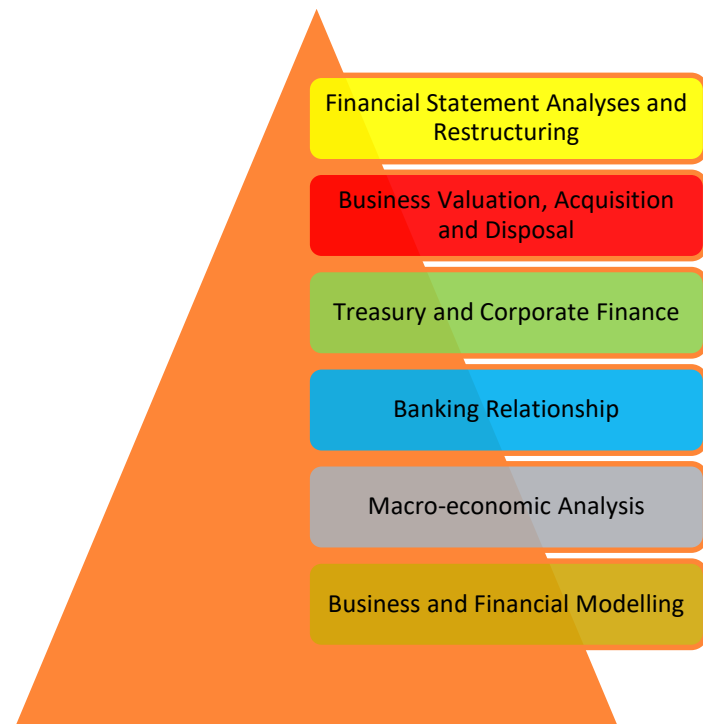 Financial Statement Analyses and
Restructuring
Business Valuation, Acquisition
and Disposal
Treasury and Corporate Finance
Banking Relationship
Macro-economic Analysis
Business and Financial Modelling